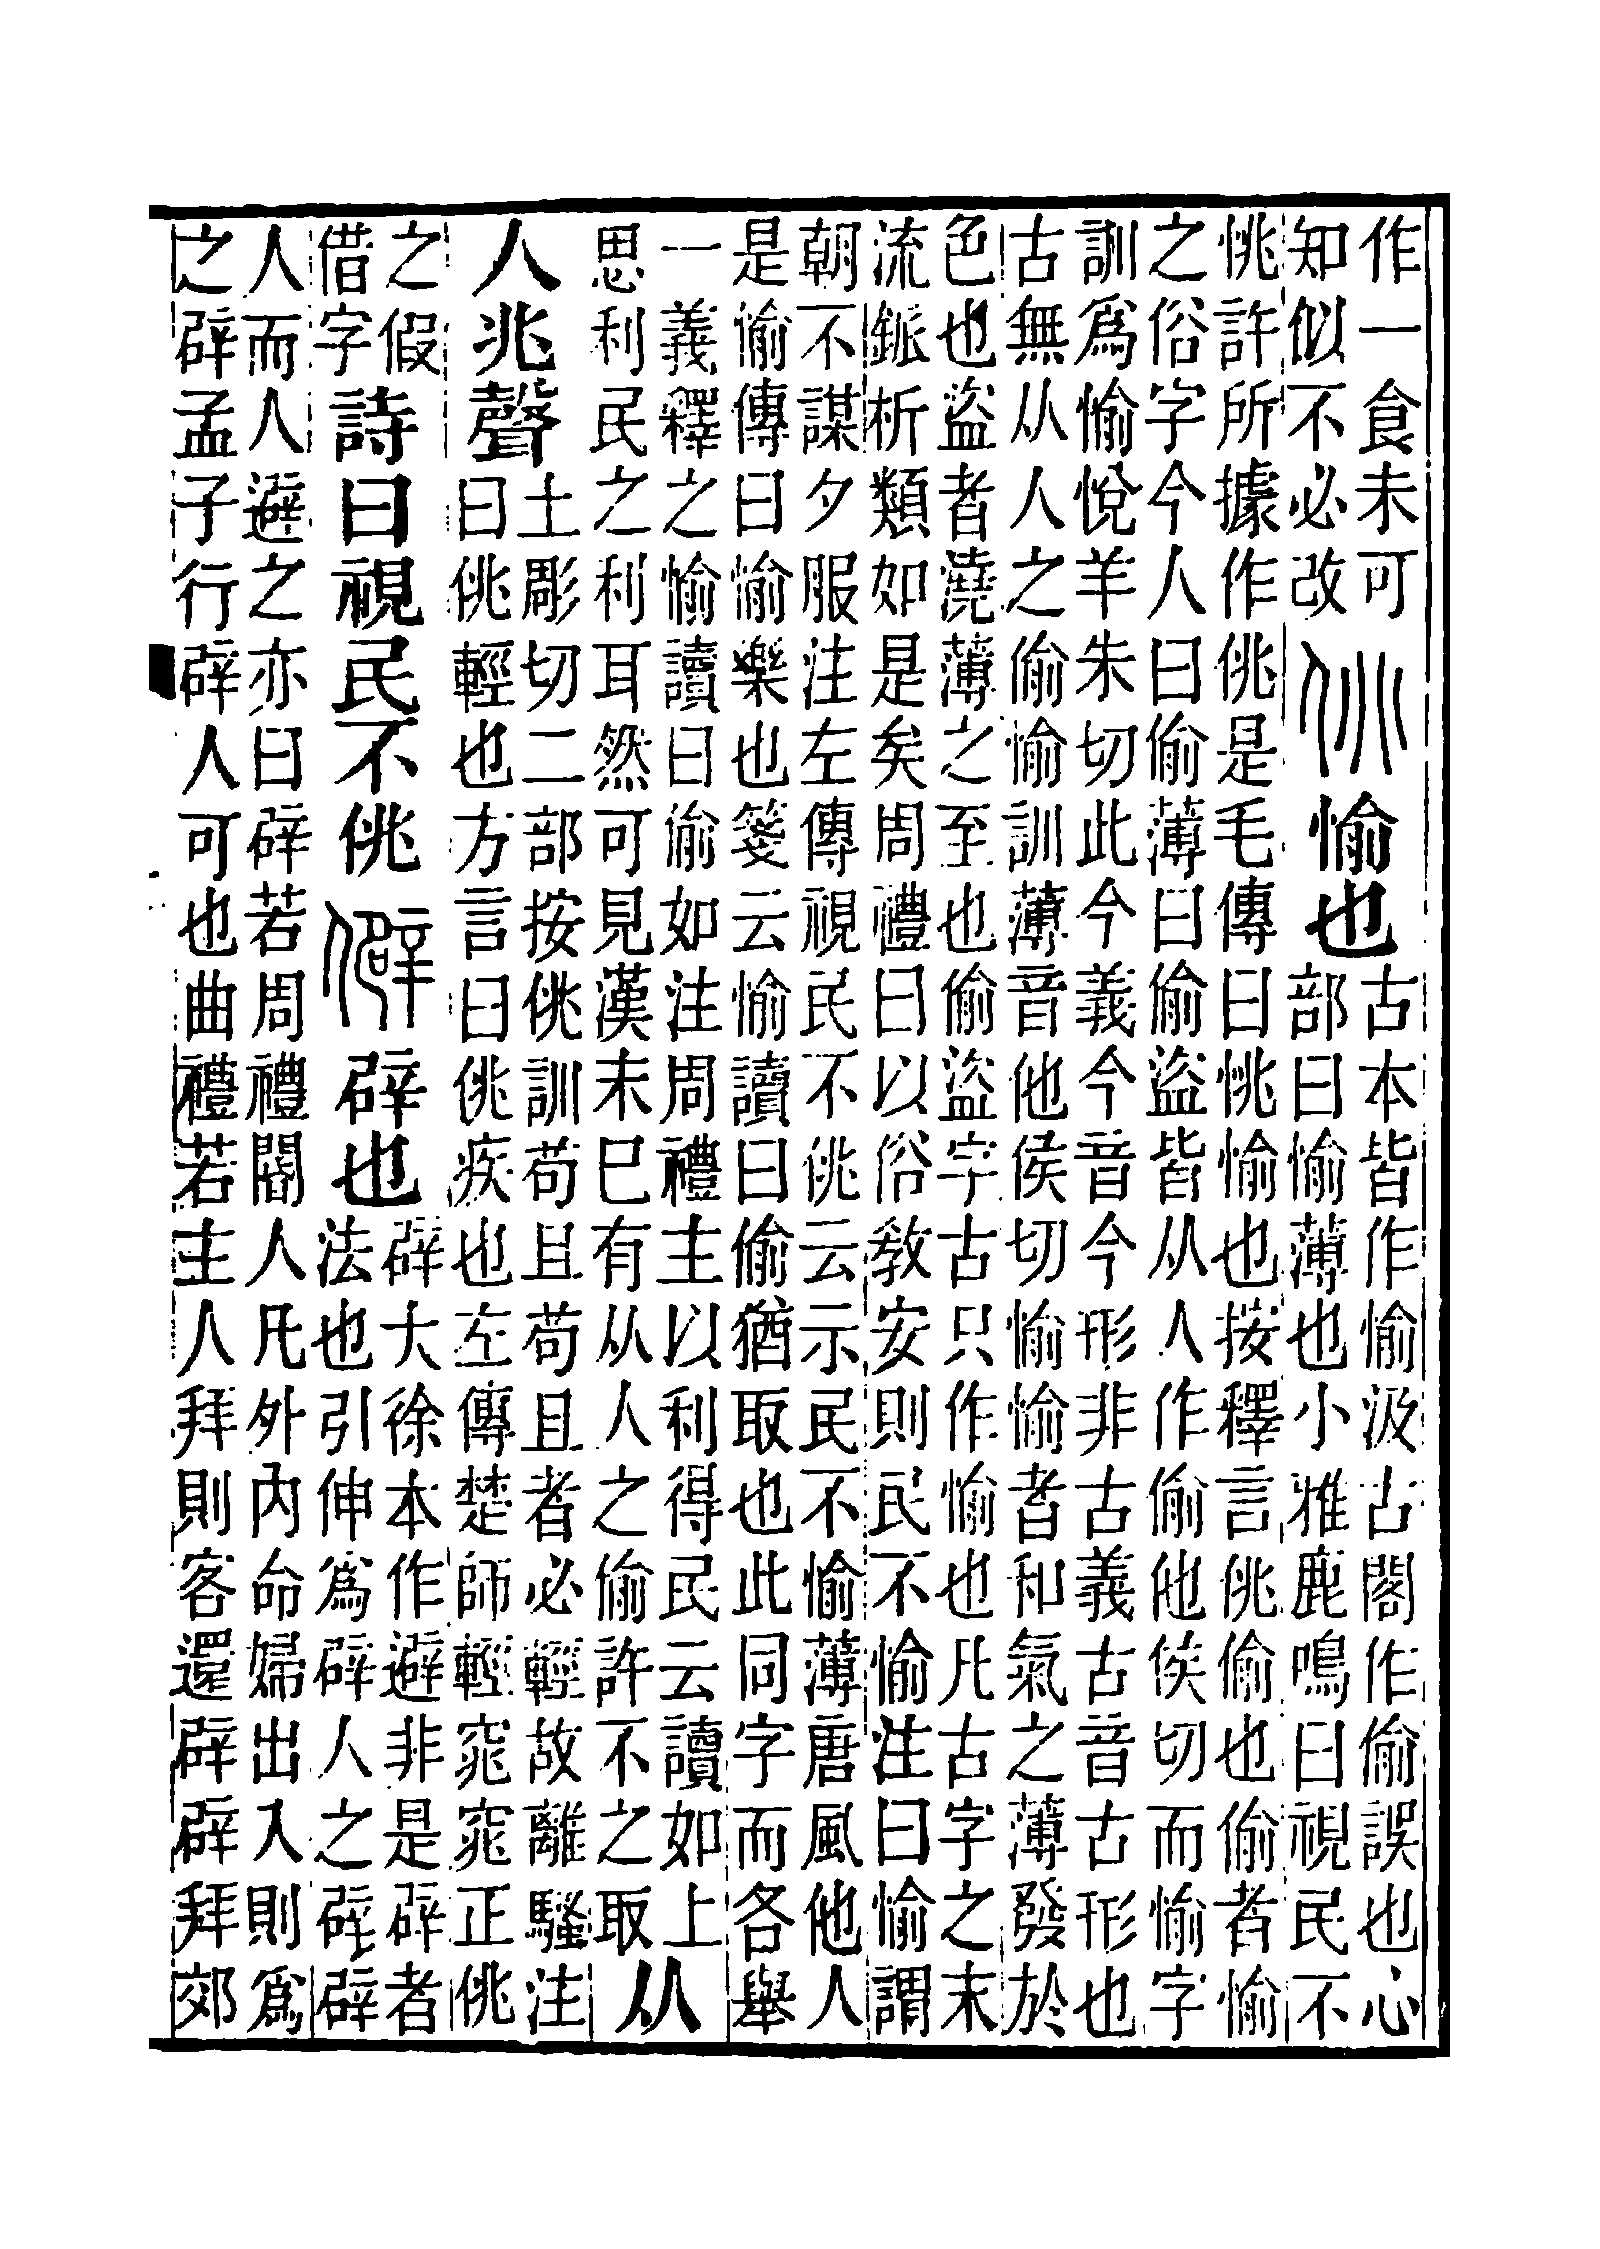 作一食未可
知似不必改
佻愉也
古本皆作愉汲古閣作偷誤也心
部曰愉薄也小雅鹿鳴曰視民不
恌許所據作佻是毛傳曰恌愉也按釋言佻偷也偷者愉
之俗字今人曰偷薄曰偷盜皆从人作偷他侯切而愉字
訓爲愉悅羊朱切此今義今音今形非古義古音古形也
古無从人之偷愉訓薄音他侯切愉愉者和氣之薄發於
色也盜者澆薄之至也偷盜字古只作愉也凡古字之末
流鋠析類如是矣周禮曰以俗教安則民不愉注曰愉謂
朝不謀夕服注左傳視民不佻云示民不愉薄唐風他人
是愉傳曰愉樂也箋云愉讀曰偷猶取也此同字而各舉
一義釋之愉讀曰偷如注周禮主以利得民云讀如上
思利民之利耳然可見漢末巳有从人之偷許不之取
从
人兆聲
土彫切二部按佻訓苟且苟且者必輕故離騷注
曰佻輕也方言曰佻疾也左傳楚師輕窕窕正佻
之假
借字
詩曰視民不佻
僻辟也
辟大徐本作避非是辟者
法也引伸爲辟人之辟辟
人而人避之亦曰辟若周禮閽人凡外內命婦出入則爲
之辟孟子行辟人可也曲禮若主人拜則客還辟辟拜郊